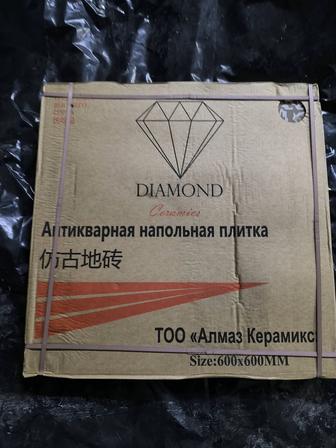 DIAMOND
Ceramics
Антикварная напольная плитка
仿古地砖
ТОО «Алмаз Керамикс
Size:600x600MM